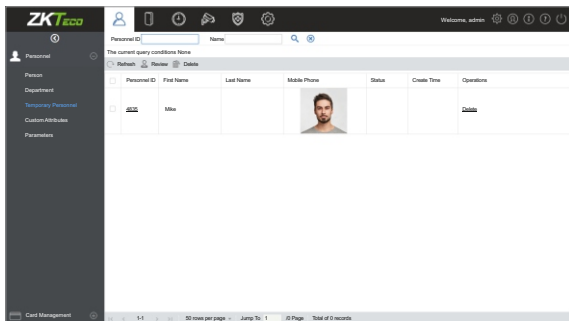 ZKTeco
Welcome, admin
Personnel ID
Name
The current query conditions None
Refresh Review Delete
Personnel
Person
Department
Temporary Personnel
Custom Attributes
Parameters
Personnel ID First Name Last Name Mobile Phone Status Create Time Operations
4835 Mike Delete
Card Management
1-1 50 rows per page Jump To 1 /0 Page Total of 0 records